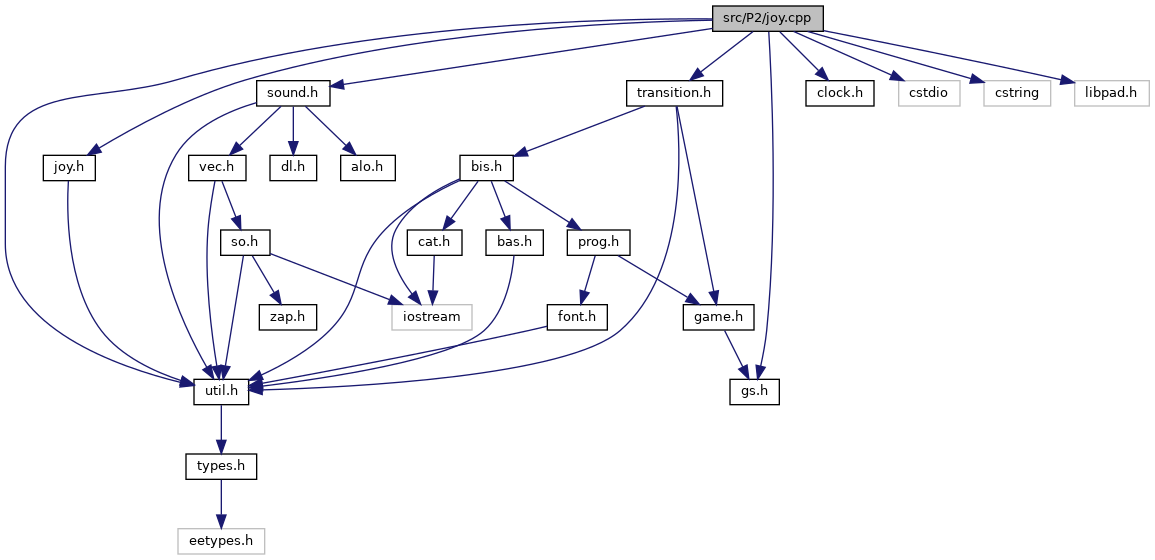 src/P2/joy.cpp
sound.h
transition.h
clock.h
cstdio
cstring
libpad.h
joy.h
vec.h
dl.h
alo.h
bis.h
so.h
cat.h
bas.h
prog.h
zap.h
iostream
font.h
game.h
util.h
gs.h
types.h
eetypes.h